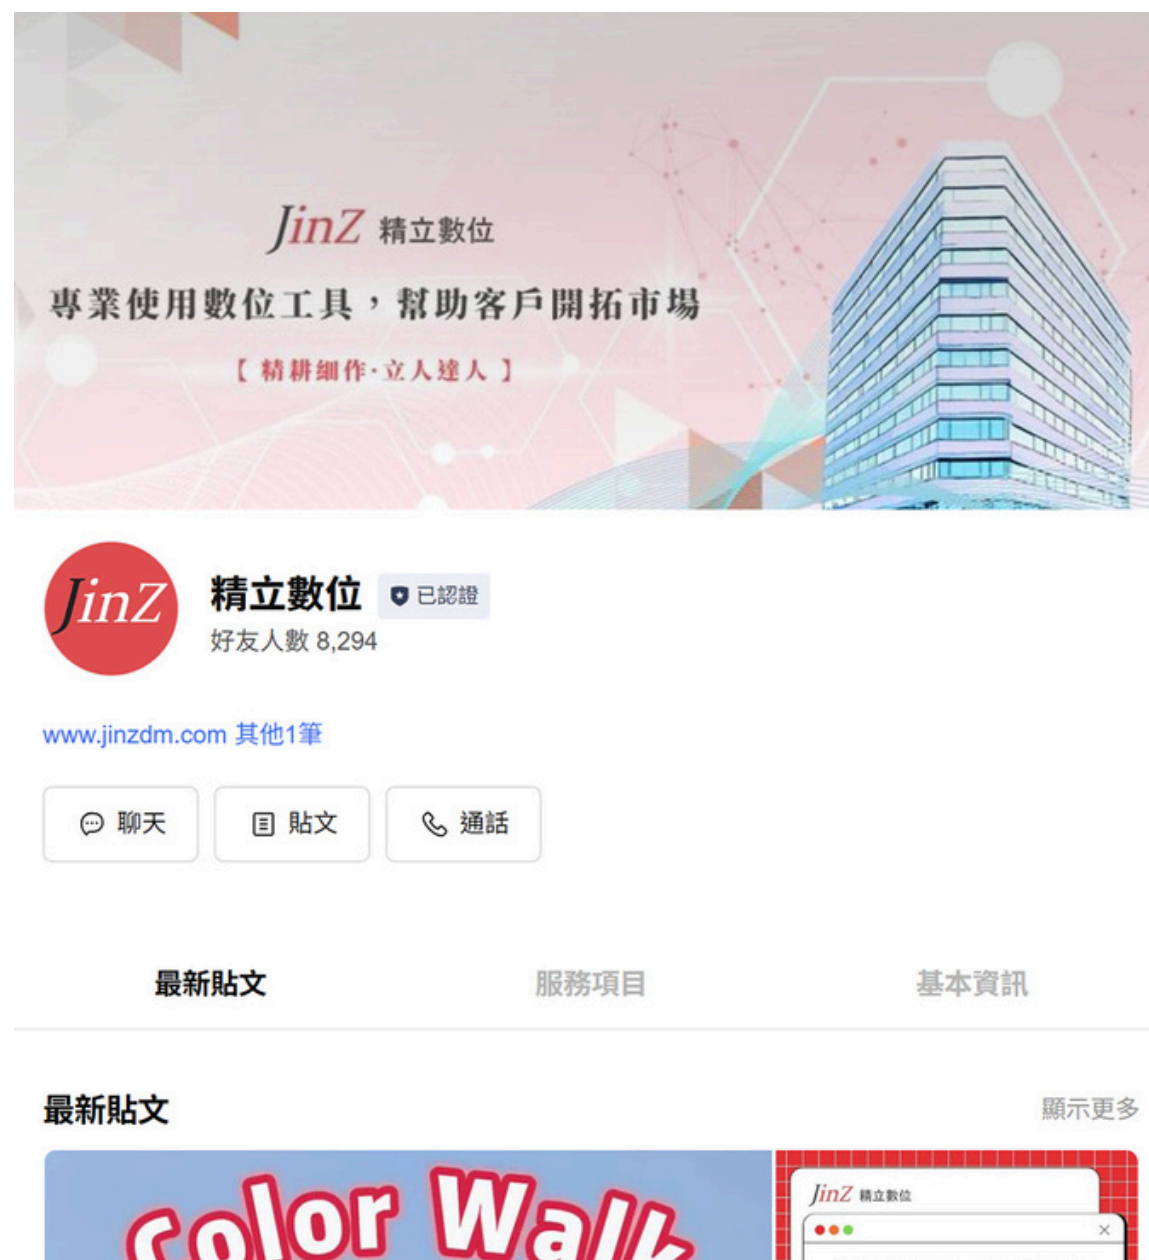 JinZ 精立數位
專業使用數位工具，幫助客戶開拓市場
【 精耕細作·立人達人 】
JinZ
精立數位 已認證
好友人數 8,294
www.jinzdm.com 其他1筆
聊天 貼文 通話
最新貼文 服務項目 基本資訊
最新貼文 顯示更多
Color Walk
JinZ 精立數位